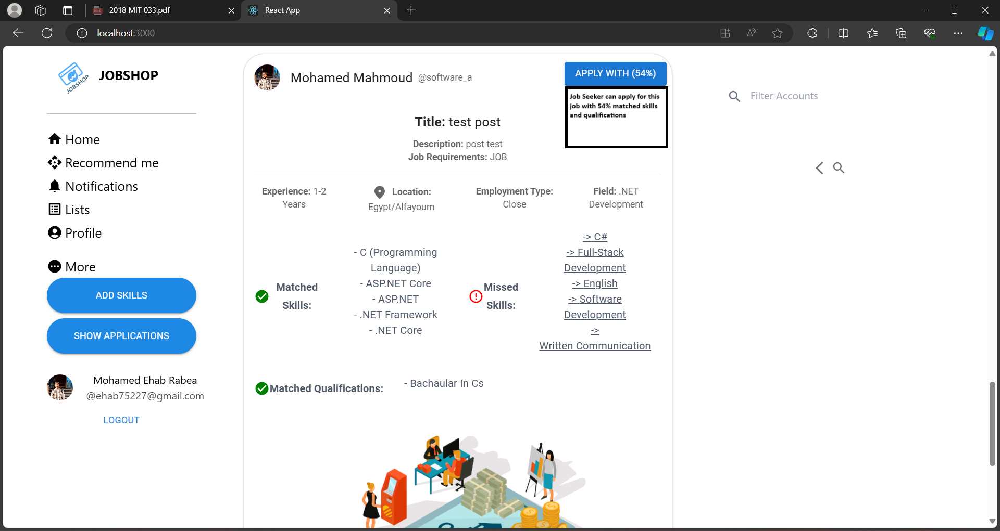 2018 MIT 033.pdf
React App
localhost:3000
JOBSHOP
JOBSHOP
Home
Recommend me
Notifications
Lists
Profile
More
ADD SKILLS
SHOW APPLICATIONS
Mohamed Ehab Rabea
@ehab75227@gmail.com
LOGOUT
Mohamed Mahmoud @software_a
APPLY WITH (54%)
Job Seeker can apply for this
job with 54% matched skills
and qualifications
Title: test post
Description: post test
Job Requirements: JOB
Experience: 1-2
Years
Location:
Egypt/Alfayoum
Employment Type:
Close
Field: .NET
Development
Matched
Skills:
- C (Programming
Language)
- ASP.NET Core
- ASP.NET
- .NET Framework
- .NET Core
Missed
Skills:
-> C#
-> Full-Stack
Development
-> English
-> Software
Development
->
Written Communication
Matched Qualifications:
- Bachaular In Cs
Filter Accounts